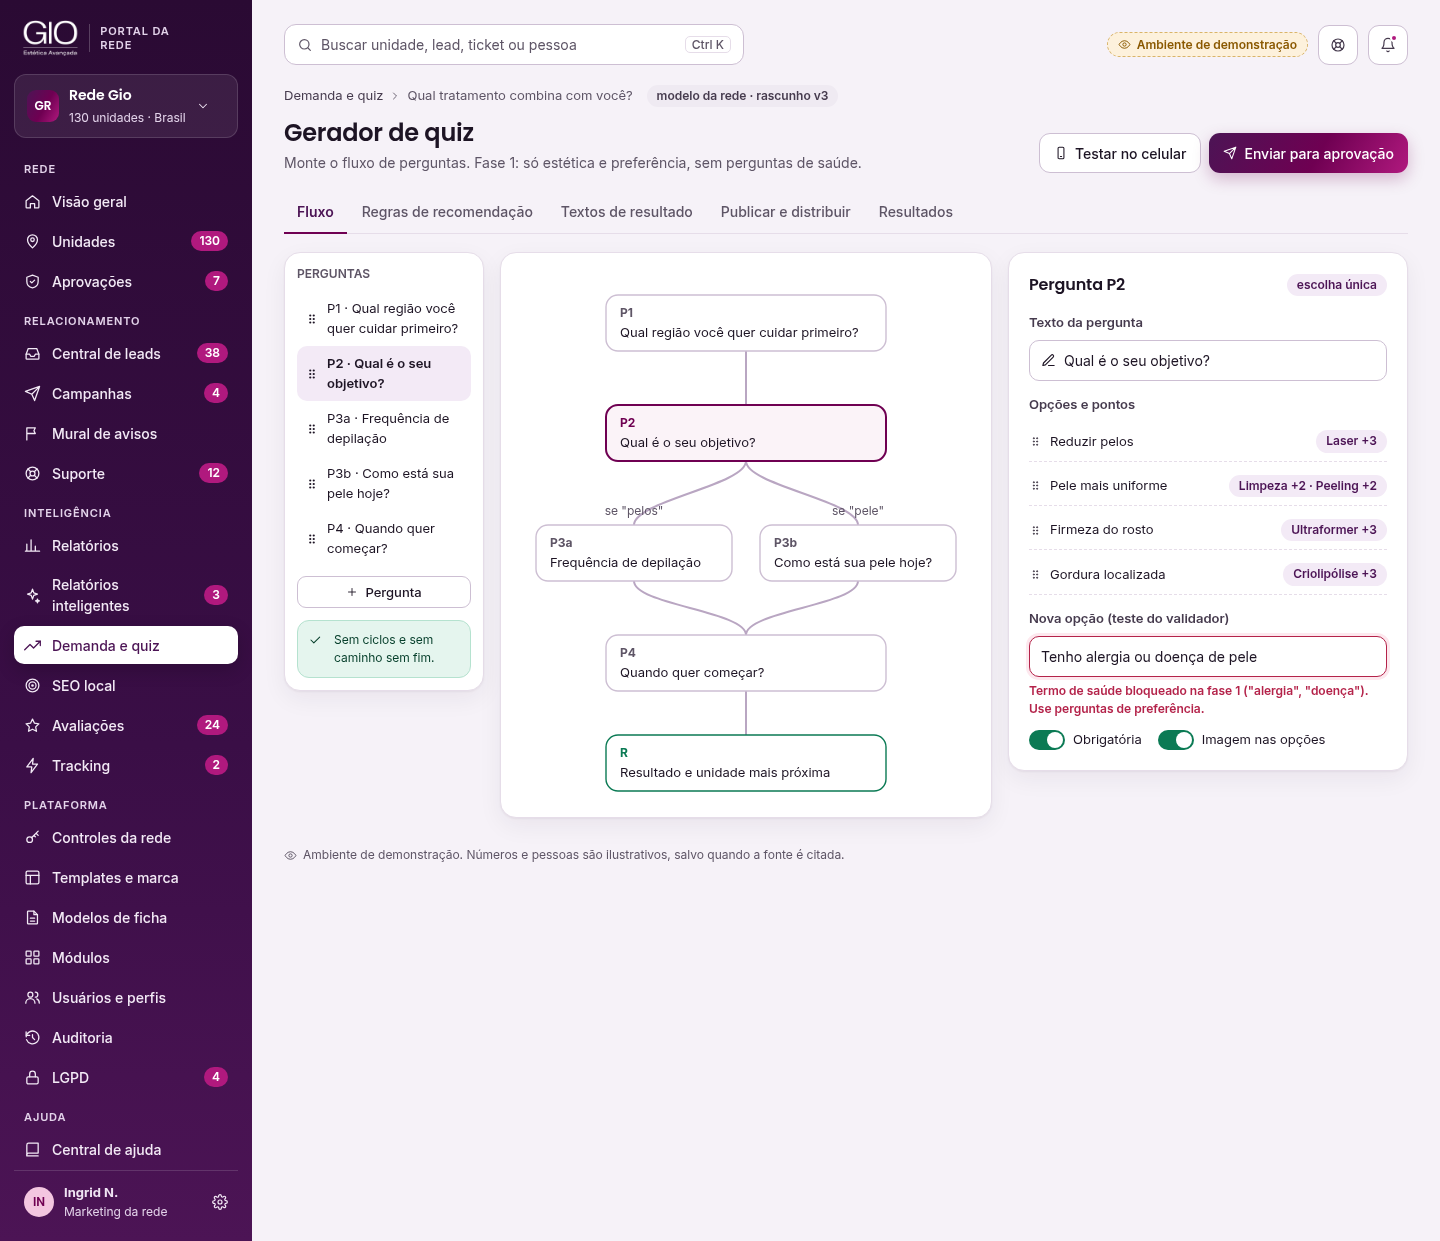 GIO
Estética Avançada
PORTAL DA
REDE
GR
Rede Gio
130 unidades · Brasil
REDE
Visão geral
Unidades 130
Aprovações 7
RELACIONAMENTO
Central de leads 38
Campanhas 4
Mural de avisos
Suporte 12
INTELIGÊNCIA
Relatórios
Relatórios
inteligentes 3
Demanda e quiz
SEO local
Avaliações 24
Tracking 2
PLATAFORMA
Controles da rede
Templates e marca
Modelos de ficha
Módulos
Usuários e perfis
Auditoria
LGPD 4
AJUDA
Central de ajuda
IN
Ingrid N.
Marketing da rede
Buscar unidade, lead, ticket ou pessoa Ctrl K
Ambiente de demonstração
Demanda e quiz Qual tratamento combina com você? modelo da rede · rascunho v3
Gerador de quiz
Monte o fluxo de perguntas. Fase 1: só estética e preferência, sem perguntas de saúde.
Testar no celular
Enviar para aprovação
Fluxo Regras de recomendação Textos de resultado Publicar e distribuir Resultados
PERGUNTAS
P1 · Qual região você
quer cuidar primeiro?
P2 · Qual é o seu
objetivo?
P3a · Frequência de
depilação
P3b · Como está sua
pele hoje?
P4 · Quando quer
começar?
+ Pergunta
Sem ciclos e sem
caminho sem fim.
P1
Qual região você quer cuidar primeiro?
P2
Qual é o seu objetivo?
se "pelos" se "pele"
P3a
Frequência de depilação
P3b
Como está sua pele hoje?
P4
Quando quer começar?
R
Resultado e unidade mais próxima
Pergunta P2 escolha única
Texto da pergunta
Qual é o seu objetivo?
Opções e pontos
Reduzir pelos Laser +3
Pele mais uniforme Limpeza +2 · Peeling +2
Firmeza do rosto Ultraformer +3
Gordura localizada Criolipólise +3
Nova opção (teste do validador)
Tenho alergia ou doença de pele
Termo de saúde bloqueado na fase 1 ("alergia", "doença").
Use perguntas de preferência.
Obrigatória Imagem nas opções
Ambiente de demonstração. Números e pessoas são ilustrativos, salvo quando a fonte é citada.